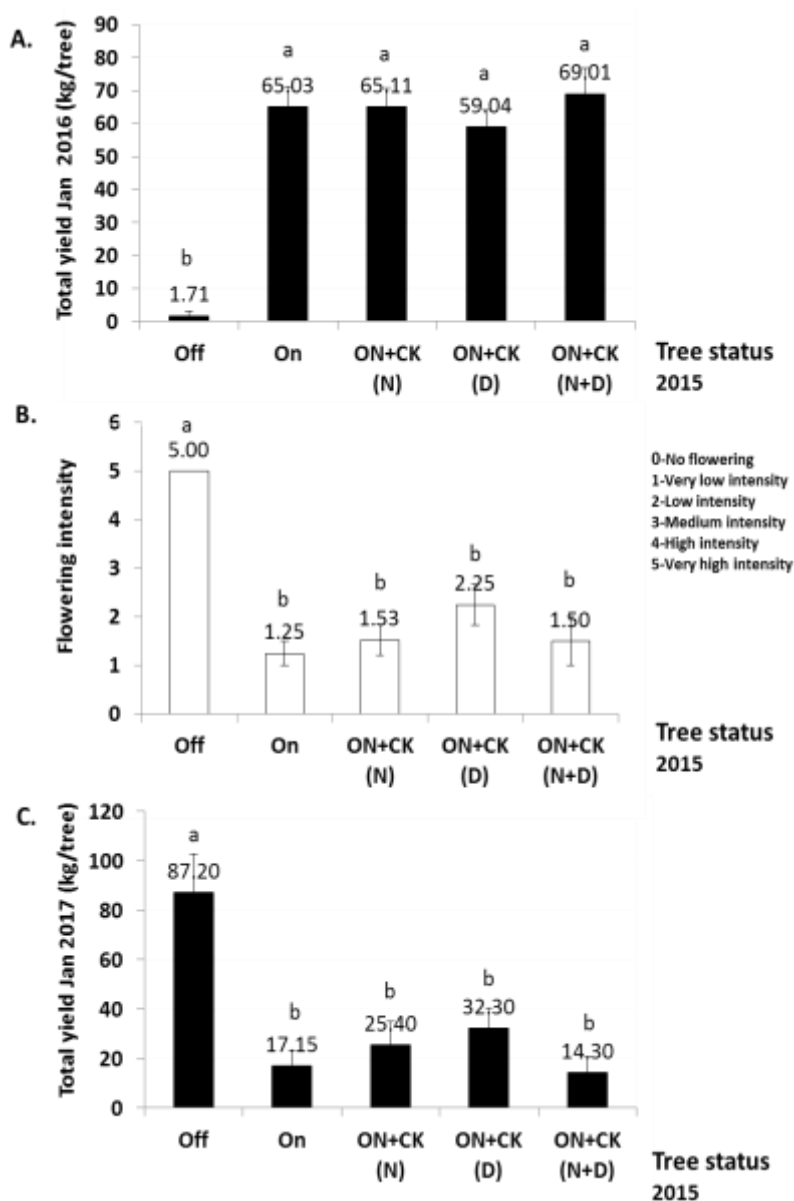 A.
Total yield Jan 2016 (kg/tree)
90
80
70
60
50
40
30
20
10
0
b
1.71
a
65.03
a
65.11
a
59.04
a
69.01
Off
On
ON+CK
(N)
ON+CK
(D)
ON+CK
(N+D)
Tree status
2015
B.
Flowering intensity
6
5
4
3
2
1
0
a
5.00
b
1.25
b
1.53
b
2.25
b
1.50
0-No flowering
1-Very low intensity
2-Low intensity
3-Medium intensity
4-High intensity
5-Very high intensity
Off
On
ON+CK
(N)
ON+CK
(D)
ON+CK
(N+D)
Tree status
2015
C.
Total yield Jan 2017 (kg/tree)
120
100
80
60
40
20
0
a
87.20
b
17.15
b
25.40
b
32.30
b
14.30
Off
On
ON+CK
(N)
ON+CK
(D)
ON+CK
(N+D)
Tree status
2015